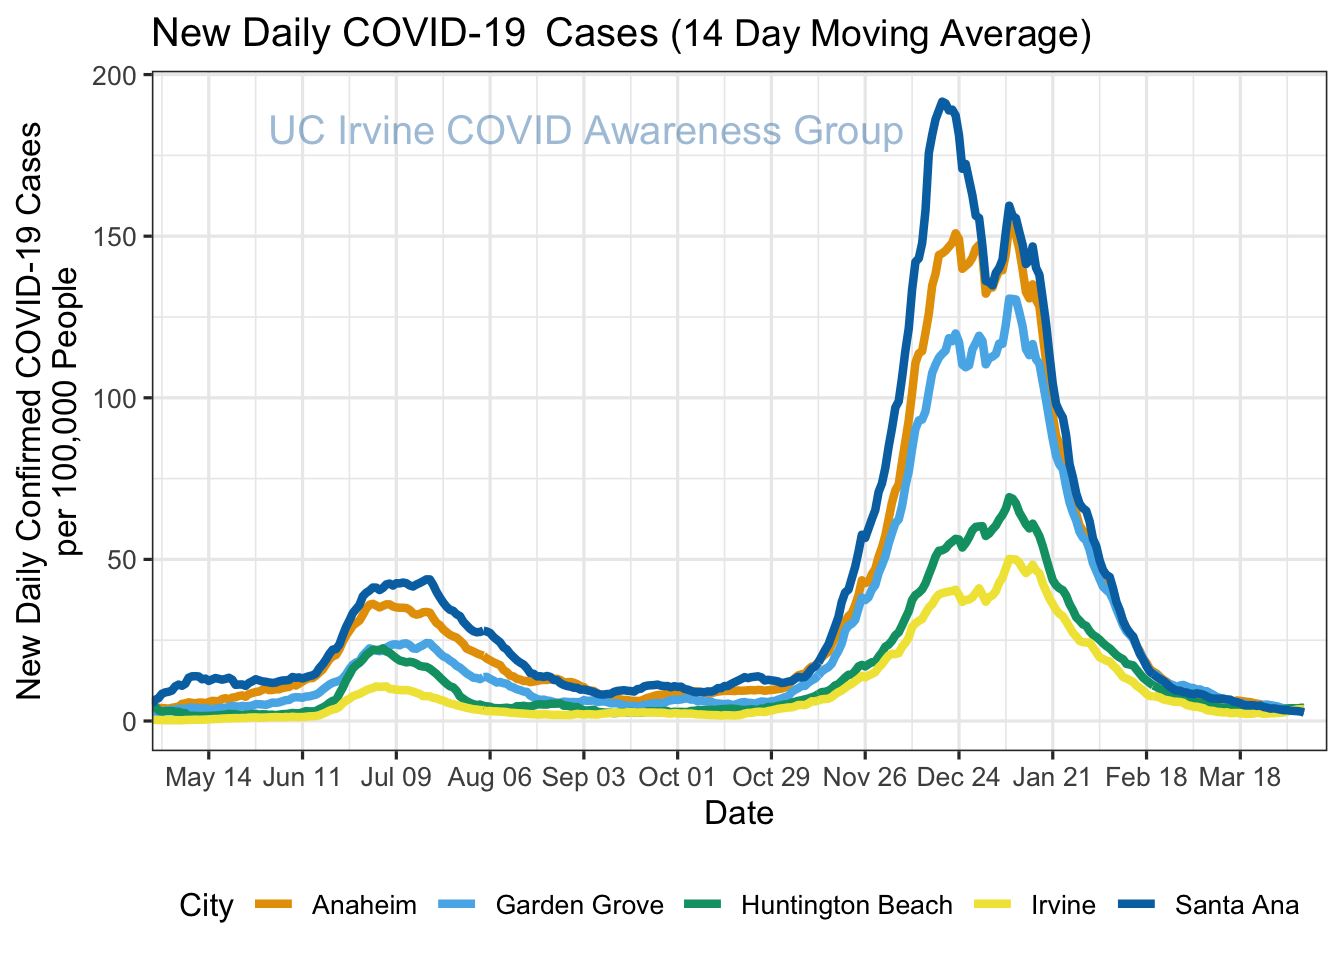 New Daily COVID-19 Cases (14 Day Moving Average)
UC Irvine COVID Awareness Group
New Daily Confirmed COVID-19 Cases
per 100,000 People
200
150
100
50
0
May 14 Jun 11 Jul 09 Aug 06 Sep 03 Oct 01 Oct 29 Nov 26 Dec 24 Jan 21 Feb 18 Mar 18
Date
City Anaheim Garden Grove Huntington Beach Irvine Santa Ana